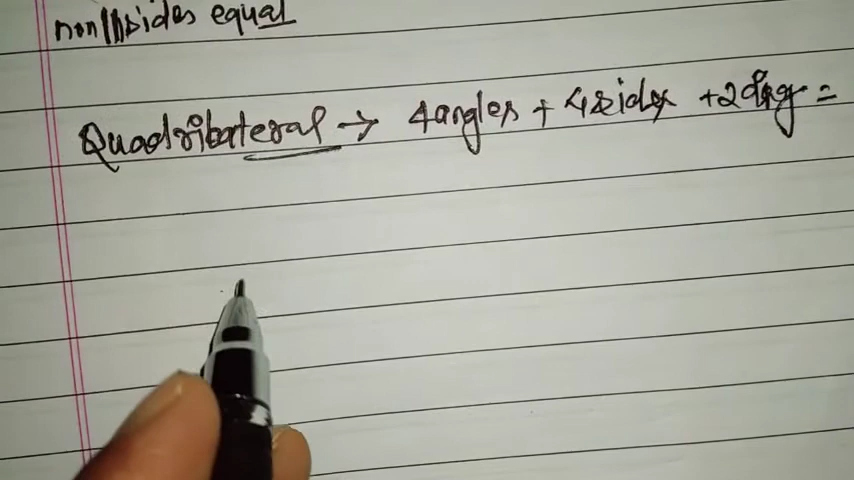 non||sides equal
Quadrilateral → 4angles + 4sides +2diag =